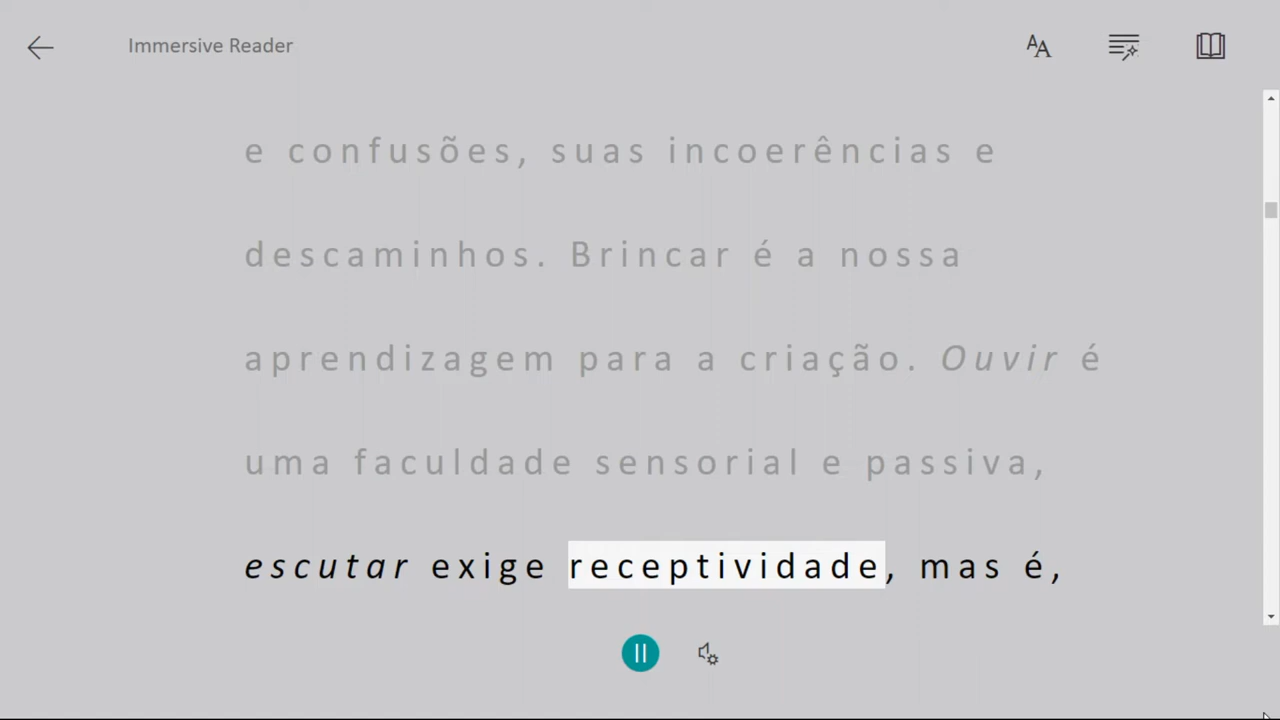 Immersive Reader
e confusões, suas incoerências e
descaminhos. Brincar é a nossa
aprendizagem para a criação. Ouvir é
uma faculdade sensorial e passiva,
escutar exige receptividade, mas é,